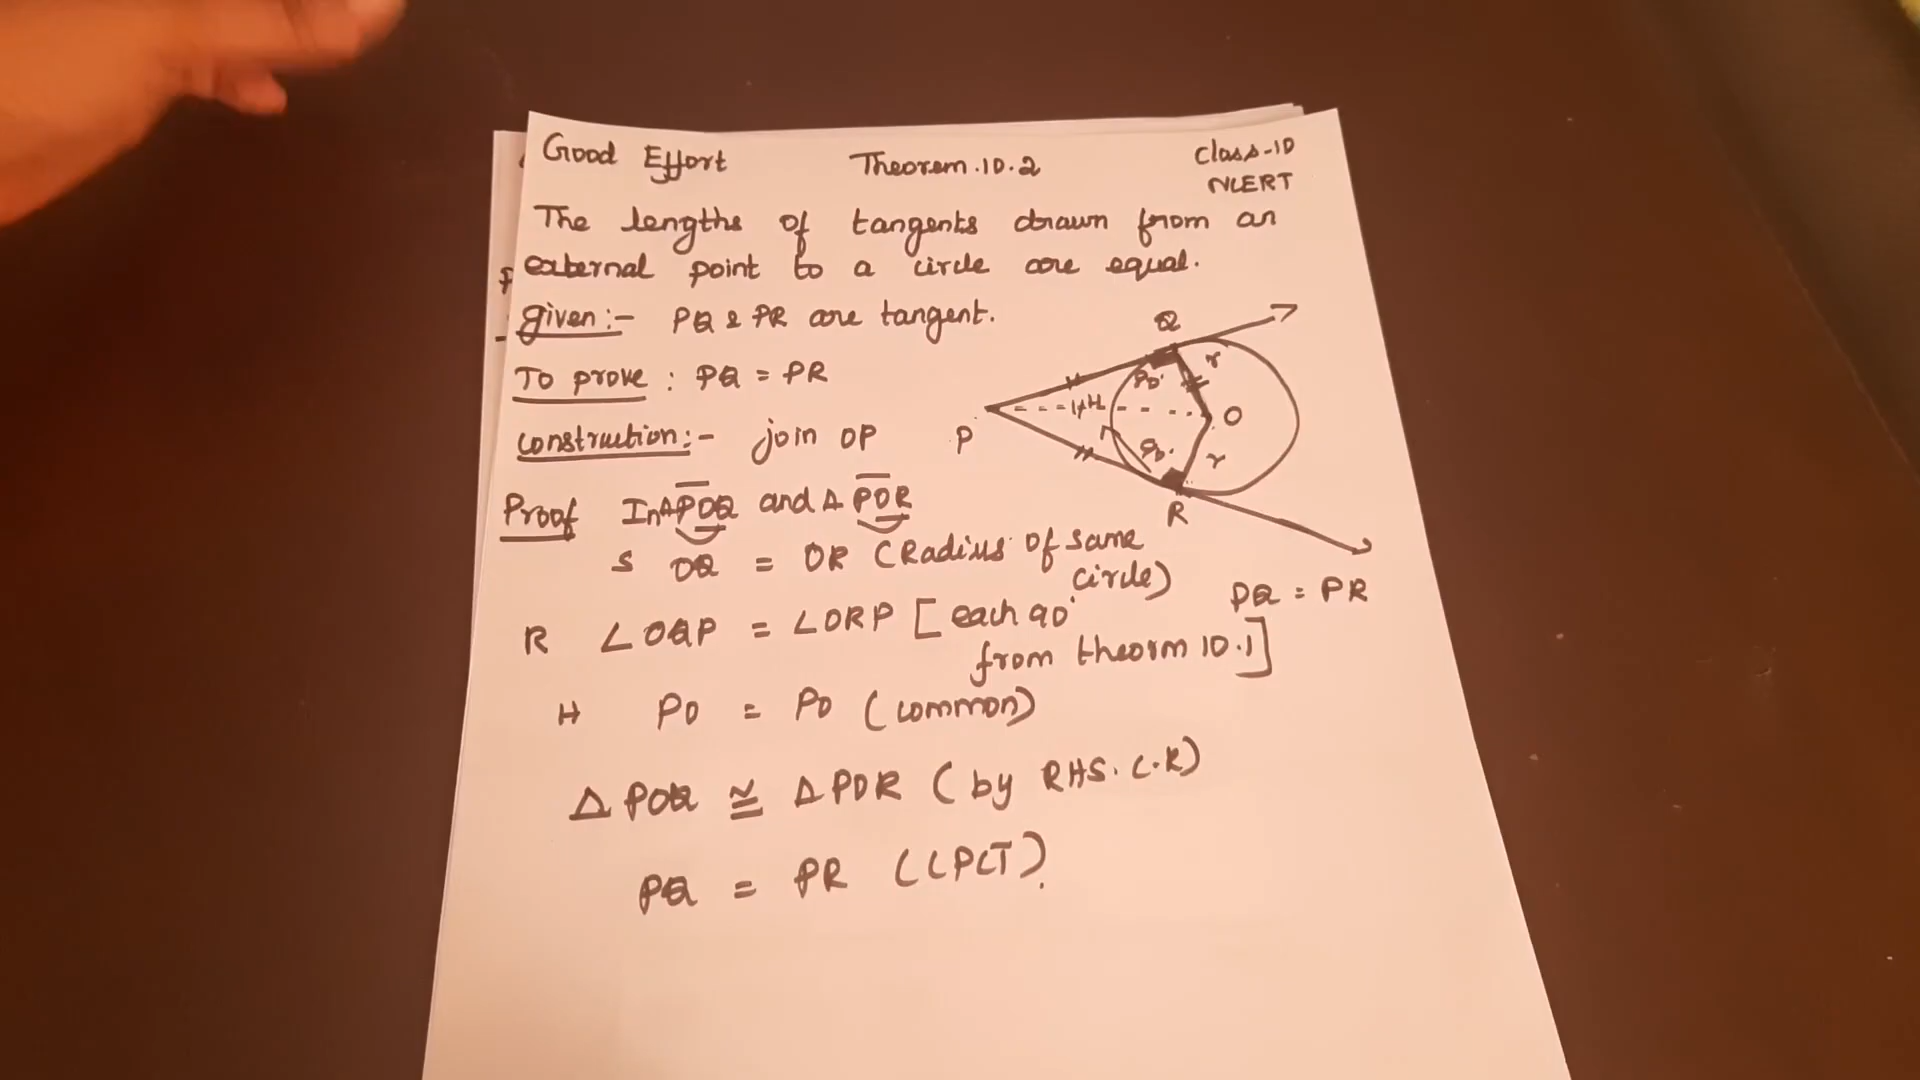 Good Effort Theorem.10.2 Class-10
NCERT
The lengths of tangents drawn from an
external point to a circle are equal.
given:- PQ & PR are tangent.
To prove: PQ = PR
construction:- join OP
Proof In ΔPOQ and Δ POR
S OQ = OR (Radius of same
circle)
R ∠OQP = ∠ORP [each 90°
from theorm 10.1]
H PO = PO (common)
Δ POQ ≅ Δ POR (by RHS. C.R)
PQ = PR (CPCT).
Q
r
90°
H
O
P
90°
r
R
PQ = PR